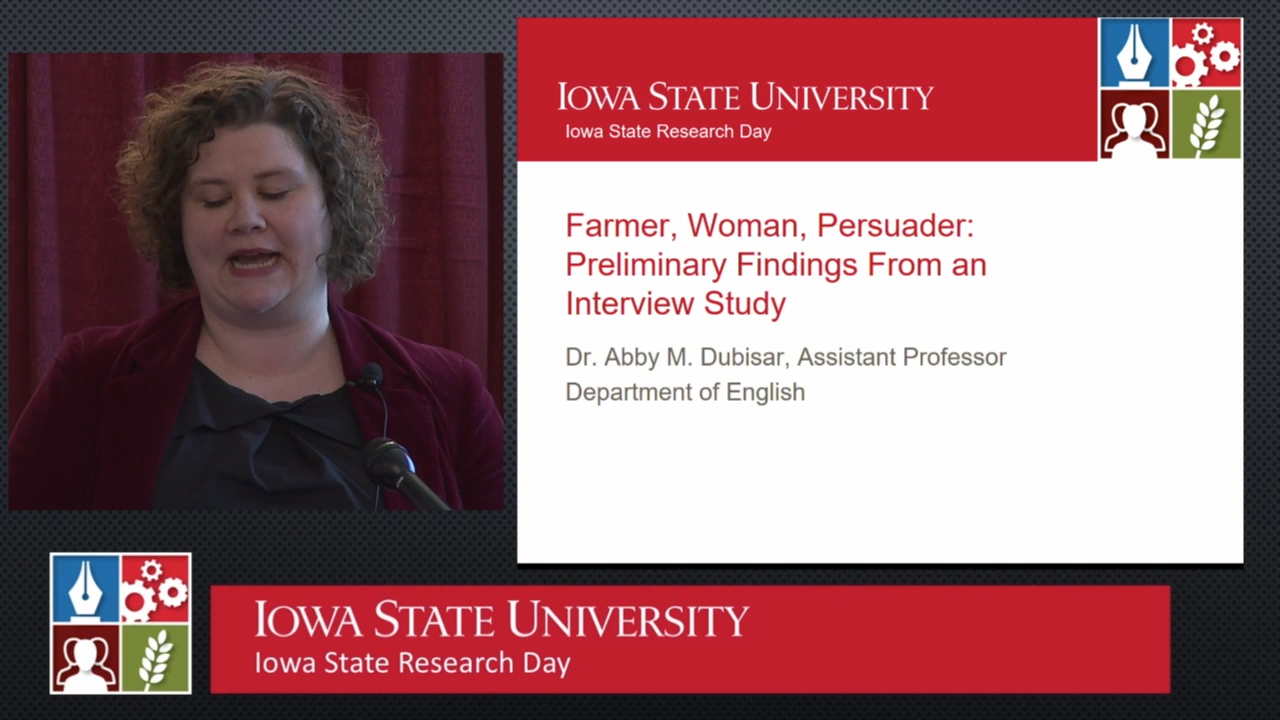 IOWA STATE UNIVERSITY
Iowa State Research Day
Farmer, Woman, Persuader:
Preliminary Findings From an
Interview Study
Dr. Abby M. Dubisar, Assistant Professor
Department of English
IOWA STATE UNIVERSITY
Iowa State Research Day